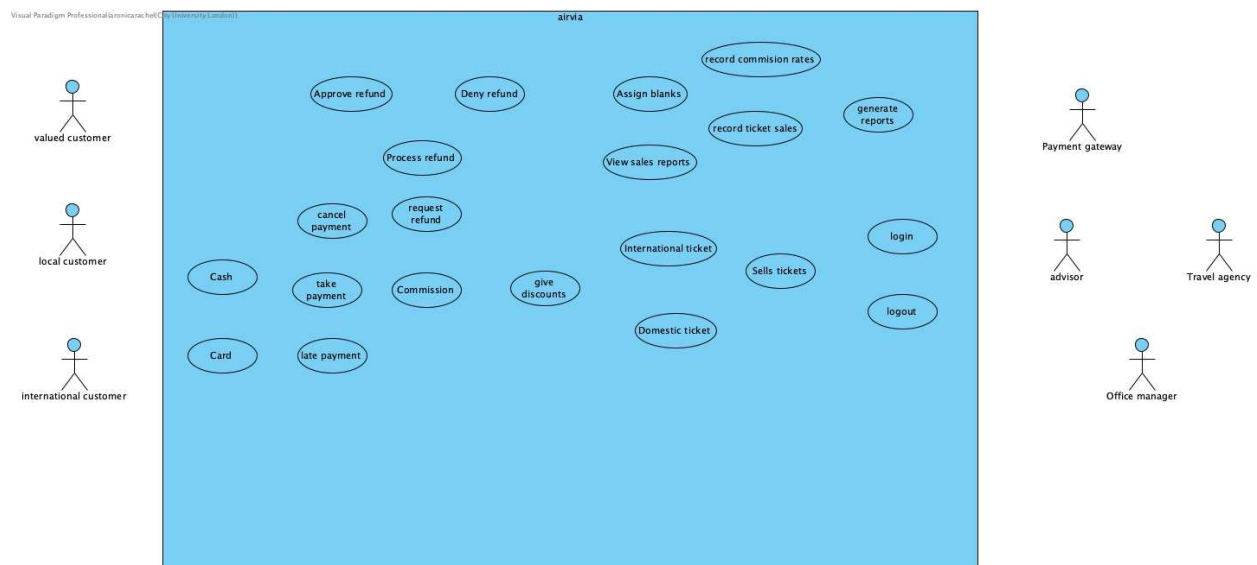 Visual Paradigm Professional(aronicarachel(City University London))
airvia
record commision rates
Approve refund
Deny refund
Assign blanks
generate
reports
record ticket sales
valued customer
Payment gateway
Process refund
View sales reports
cancel
payment
request
refund
login
International ticket
local customer
Cash
Sells tickets
advisor
Travel agency
take
payment
Commission
give
discounts
logout
Domestic ticket
Card
late payment
international customer
Office manager